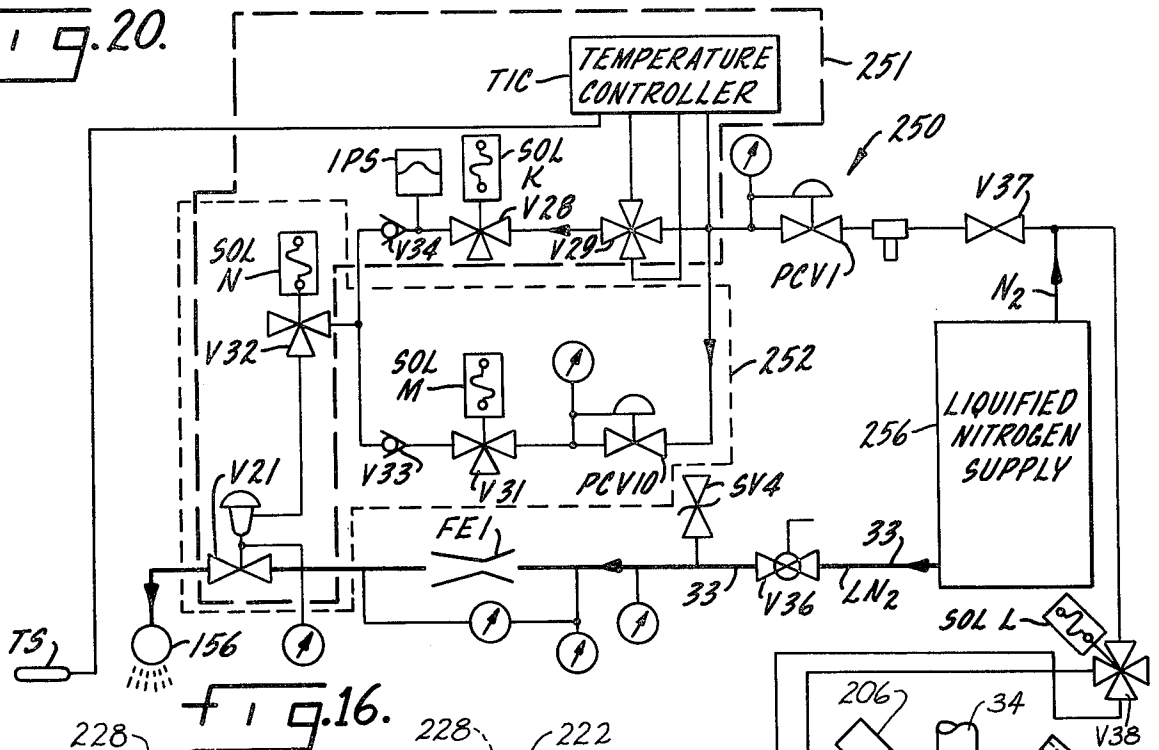 Fig. 20.
TEMPERATURE
CONTROLLER
TIC
251
250
IPS
SOL
K
V28
V37
V34
V29
PCV1
N2
SOL
N
V32
SOL
M
252
LIQUIFIED
NITROGEN
SUPPLY
256
V33
V31
PCV10
V21
SV4
FE1
33
33
V36
LN2
SOL L
TS
156
Fig. 16.
206
34
V38
228
228
222